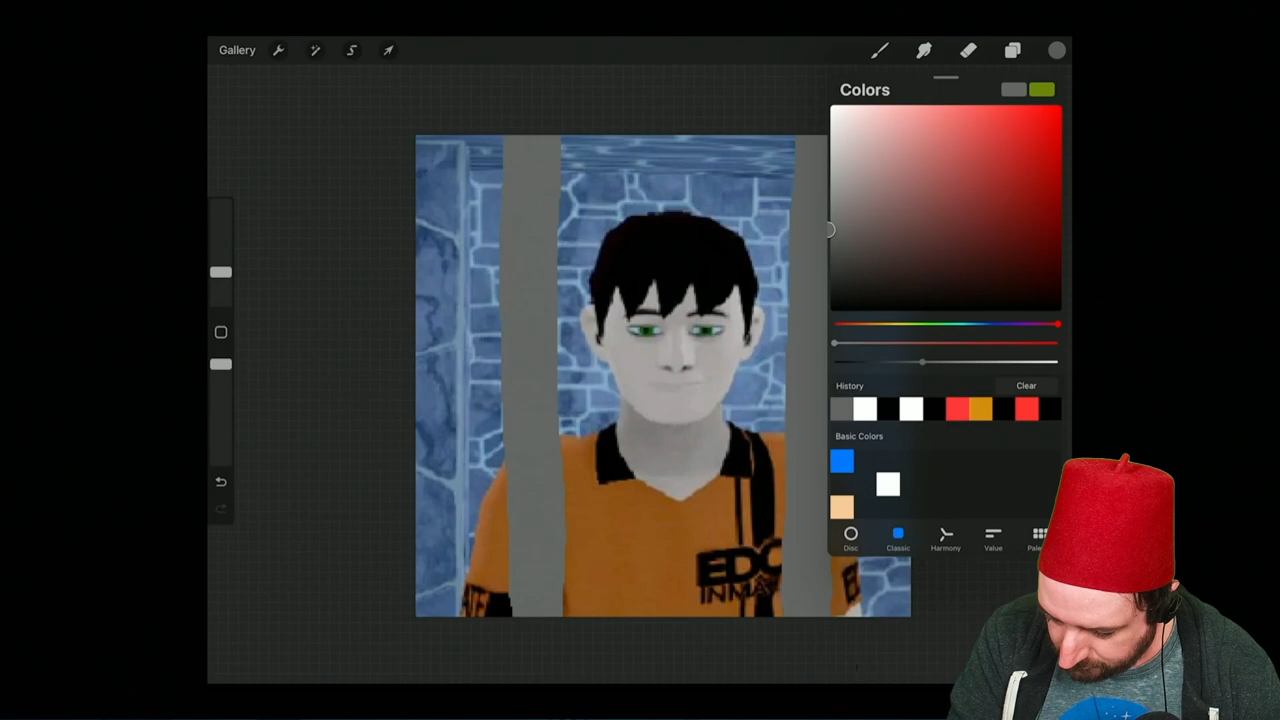 Gallery
Colors
History
Clear
Basic Colors
Disc
Classic
Harmony
Value
EDC
INMA